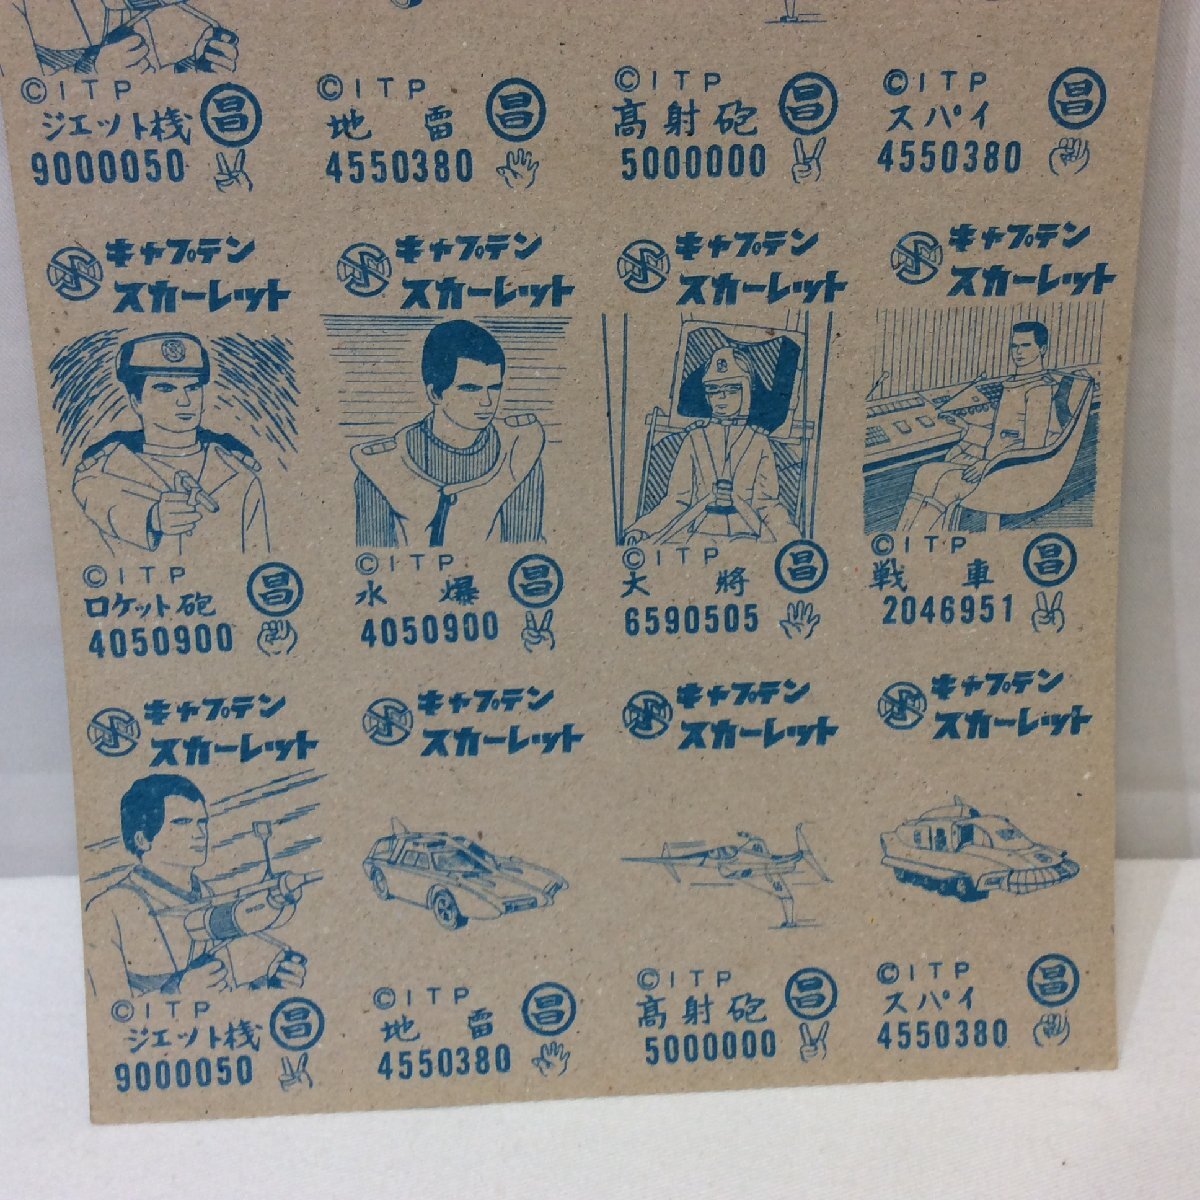 ©ITP
ジェット機
昌
9000050
©ITP
地雷
昌
4550380
©ITP
高射砲
昌
5000000
©ITP
スパイ
昌
4550380
キャプテン
スカーレット
©ITP
ロケット砲
昌
4050900
キャプテン
スカーレット
©ITP
水爆
昌
4050900
キャプテン
スカーレット
©ITP
大將
昌
6590505
キャプテン
スカーレット
©ITP
戦車
昌
2046951
キャプテン
スカーレット
©ITP
ジェット機
昌
9000050
キャプテン
スカーレット
©ITP
地雷
昌
4550380
キャプテン
スカーレット
©ITP
高射砲
昌
5000000
キャプテン
スカーレット
©ITP
スパイ
昌
4550380